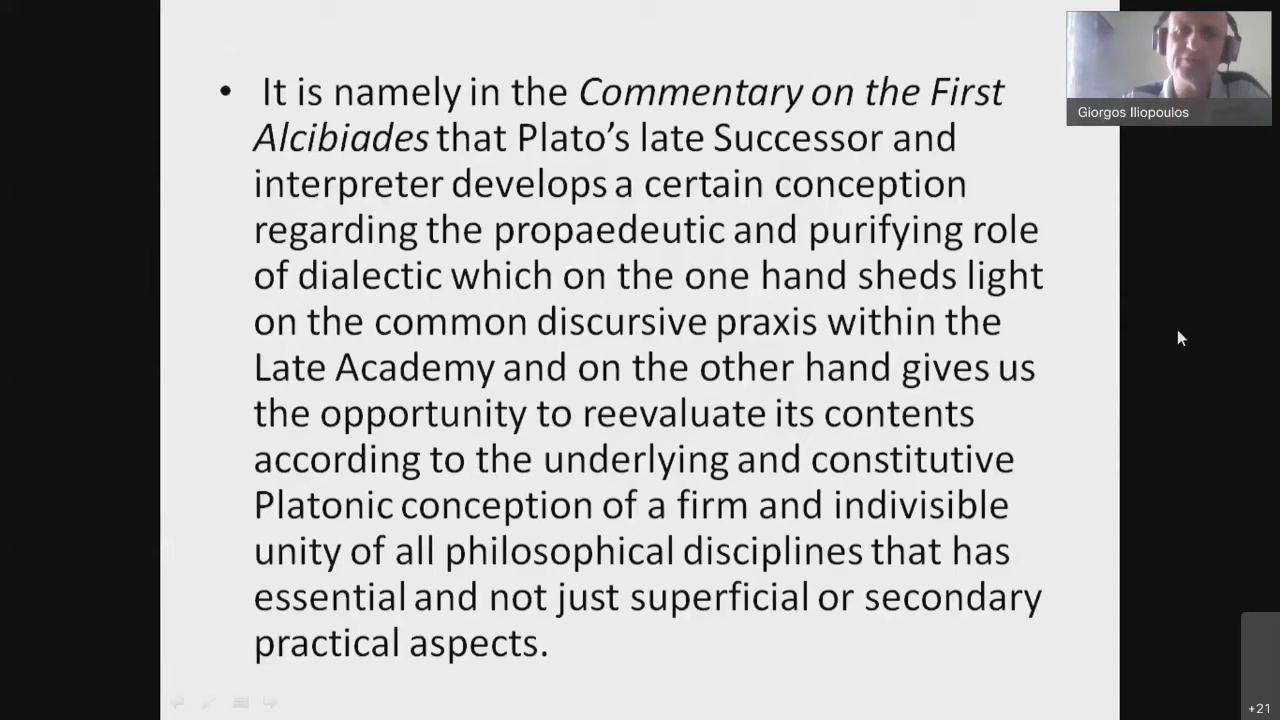 • It is namely in the Commentary on the First
Alcibiades that Plato’s late Successor and
interpreter develops a certain conception
regarding the propaedeutic and purifying role
of dialectic which on the one hand sheds light
on the common discursive praxis within the
Late Academy and on the other hand gives us
the opportunity to reevaluate its contents
according to the underlying and constitutive
Platonic conception of a firm and indivisible
unity of all philosophical disciplines that has
essential and not just superficial or secondary
practical aspects.
Giorgos Iliopoulos
+21